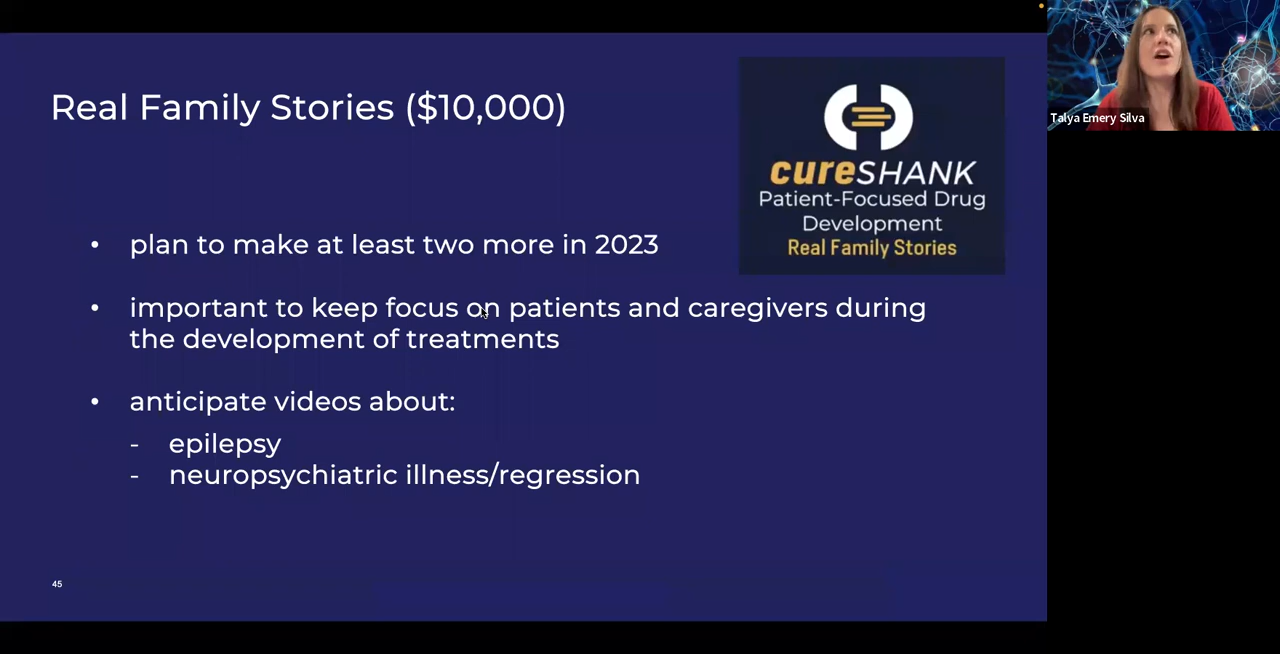 Real Family Stories ($10,000)
cureSHANK
Patient-Focused Drug
Development
Real Family Stories
• plan to make at least two more in 2023
• important to keep focus on patients and caregivers during
the development of treatments
• anticipate videos about:
- epilepsy
- neuropsychiatric illness/regression
45
Talya Emery Silva